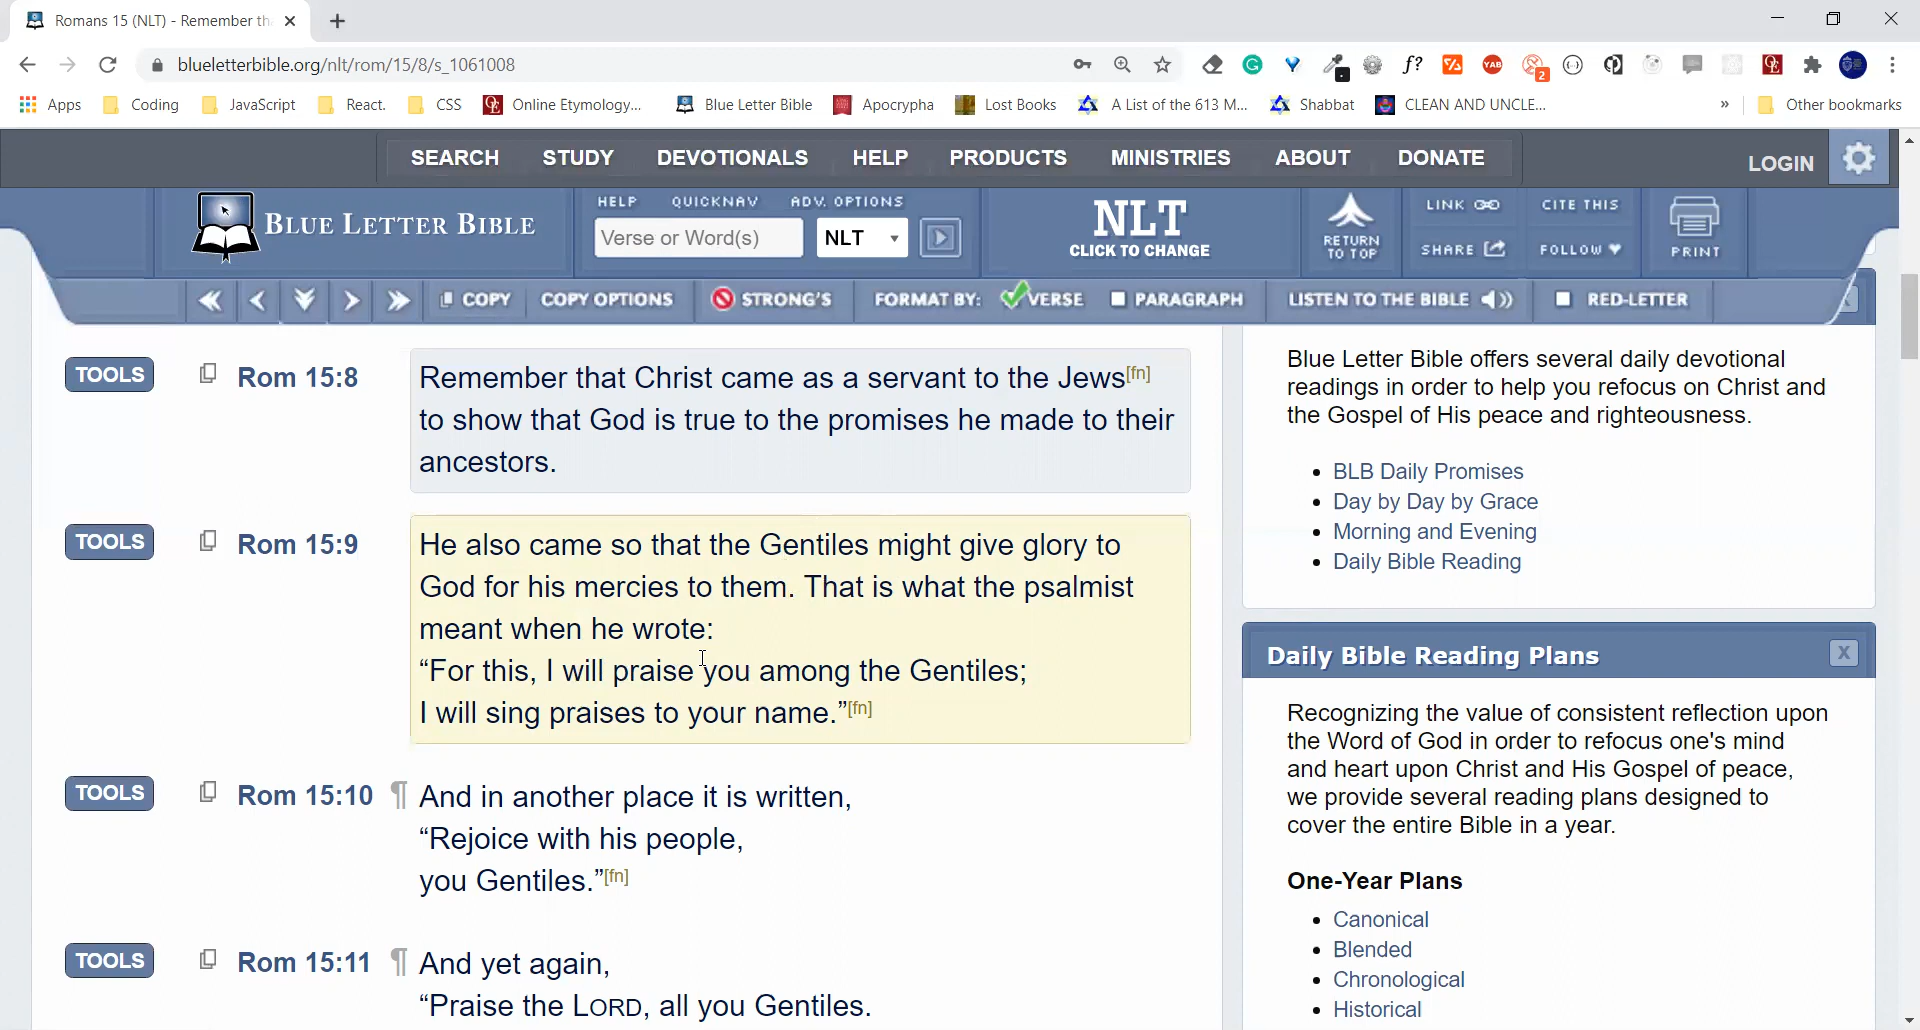 Romans 15 (NLT) - Remember th
blueletterbible.org/nlt/rom/15/8/s_1061008
f?
YAB
2
OE
Apps
Coding
JavaScript
React.
CSS
OE
Online Etymology...
Blue Letter Bible
Apocrypha
Lost Books
A List of the 613 M...
Shabbat
CLEAN AND UNCLE...
»
Other bookmarks
SEARCH STUDY DEVOTIONALS HELP PRODUCTS MINISTRIES ABOUT DONATE
LOGIN
BLUE LETTER BIBLE
HELP QUICKNAV ADV. OPTIONS
Verse or Word(s)
NLT
NLT
CLICK TO CHANGE
RETURN
TO TOP
LINK
CITE THIS
SHARE
FOLLOW
PRINT
COPY
COPY OPTIONS
STRONG'S
FORMAT BY:
VERSE
PARAGRAPH
LISTEN TO THE BIBLE
RED-LETTER
TOOLS
Rom 15:8
Remember that Christ came as a servant to the Jews[fn]
to show that God is true to the promises he made to their
ancestors.
TOOLS
Rom 15:9
He also came so that the Gentiles might give glory to
God for his mercies to them. That is what the psalmist
meant when he wrote:
“For this, I will praise you among the Gentiles;
I will sing praises to your name.”[fn]
TOOLS
Rom 15:10
¶ And in another place it is written,
“Rejoice with his people,
you Gentiles.”[fn]
TOOLS
Rom 15:11
¶ And yet again,
“Praise the LORD, all you Gentiles.
Blue Letter Bible offers several daily devotional
readings in order to help you refocus on Christ and
the Gospel of His peace and righteousness.
• BLB Daily Promises
• Day by Day by Grace
• Morning and Evening
• Daily Bible Reading
Daily Bible Reading Plans
X
Recognizing the value of consistent reflection upon
the Word of God in order to refocus one's mind
and heart upon Christ and His Gospel of peace,
we provide several reading plans designed to
cover the entire Bible in a year.
One-Year Plans
• Canonical
• Blended
• Chronological
• Historical